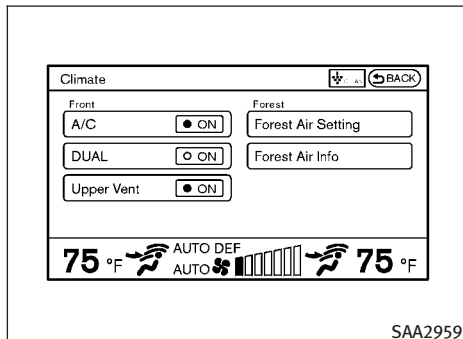 Climate BACK
Front Forest
A/C ON Forest Air Setting
DUAL ON Forest Air Info
Upper Vent ON
AUTO DEF
75 °F AUTO 75 °F
SAA2959